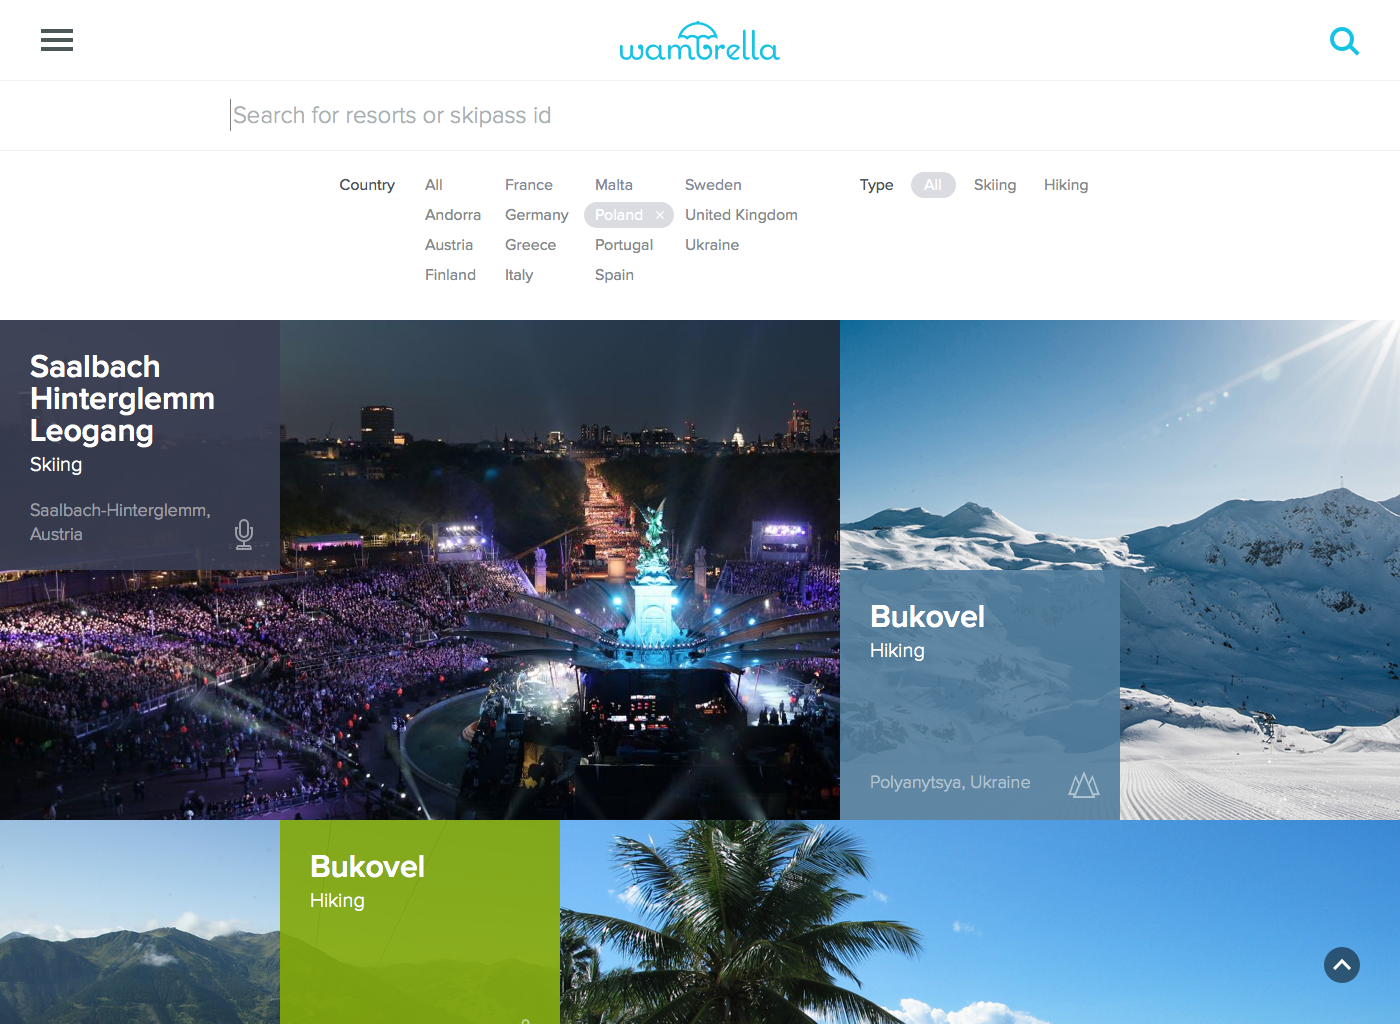 wambrella
Search for resorts or skipass id
Country
All
France
Malta
Sweden
Andorra
Germany
Poland ×
United Kingdom
Austria
Greece
Portugal
Ukraine
Finland
Italy
Spain
Type
All
Skiing
Hiking
Saalbach
Hinterglemm
Leogang
Skiing
Saalbach-Hinterglemm,
Austria
Bukovel
Hiking
Polyanytsya, Ukraine
Bukovel
Hiking